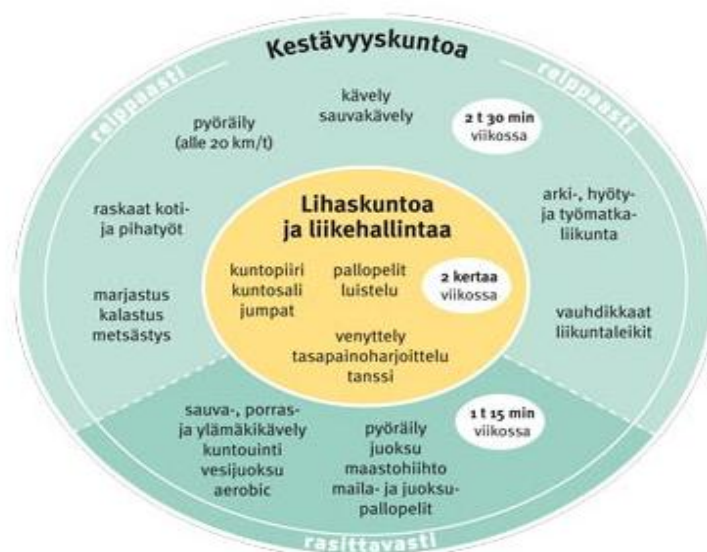 Kestävyyskuntoa
reippaasti
reippaasti
kävely
sauvakävely
2 t 30 min
viikossa
pyöräily
(alle 20 km/t)
raskaat koti-
ja pihatyöt
arki-, hyöty-
ja työmatka-
liikunta
marjastus
kalastus
metsästys
vauhdikkaat
liikuntaleikit
Lihaskuntoa
ja liikehallintaa
kuntopiiri
kuntosali
jumpat
pallopelit
luistelu
2 kertaa
viikossa
venyttely
tasapainoharjoittelu
tanssi
sauva-, porras-
ja ylämäkikävely
kuntouinti
vesijuoksu
aerobic
pyöräily
juoksu
maastohiihto
maila- ja juoksu-
pallopelit
1 t 15 min
viikossa
rasittavasti